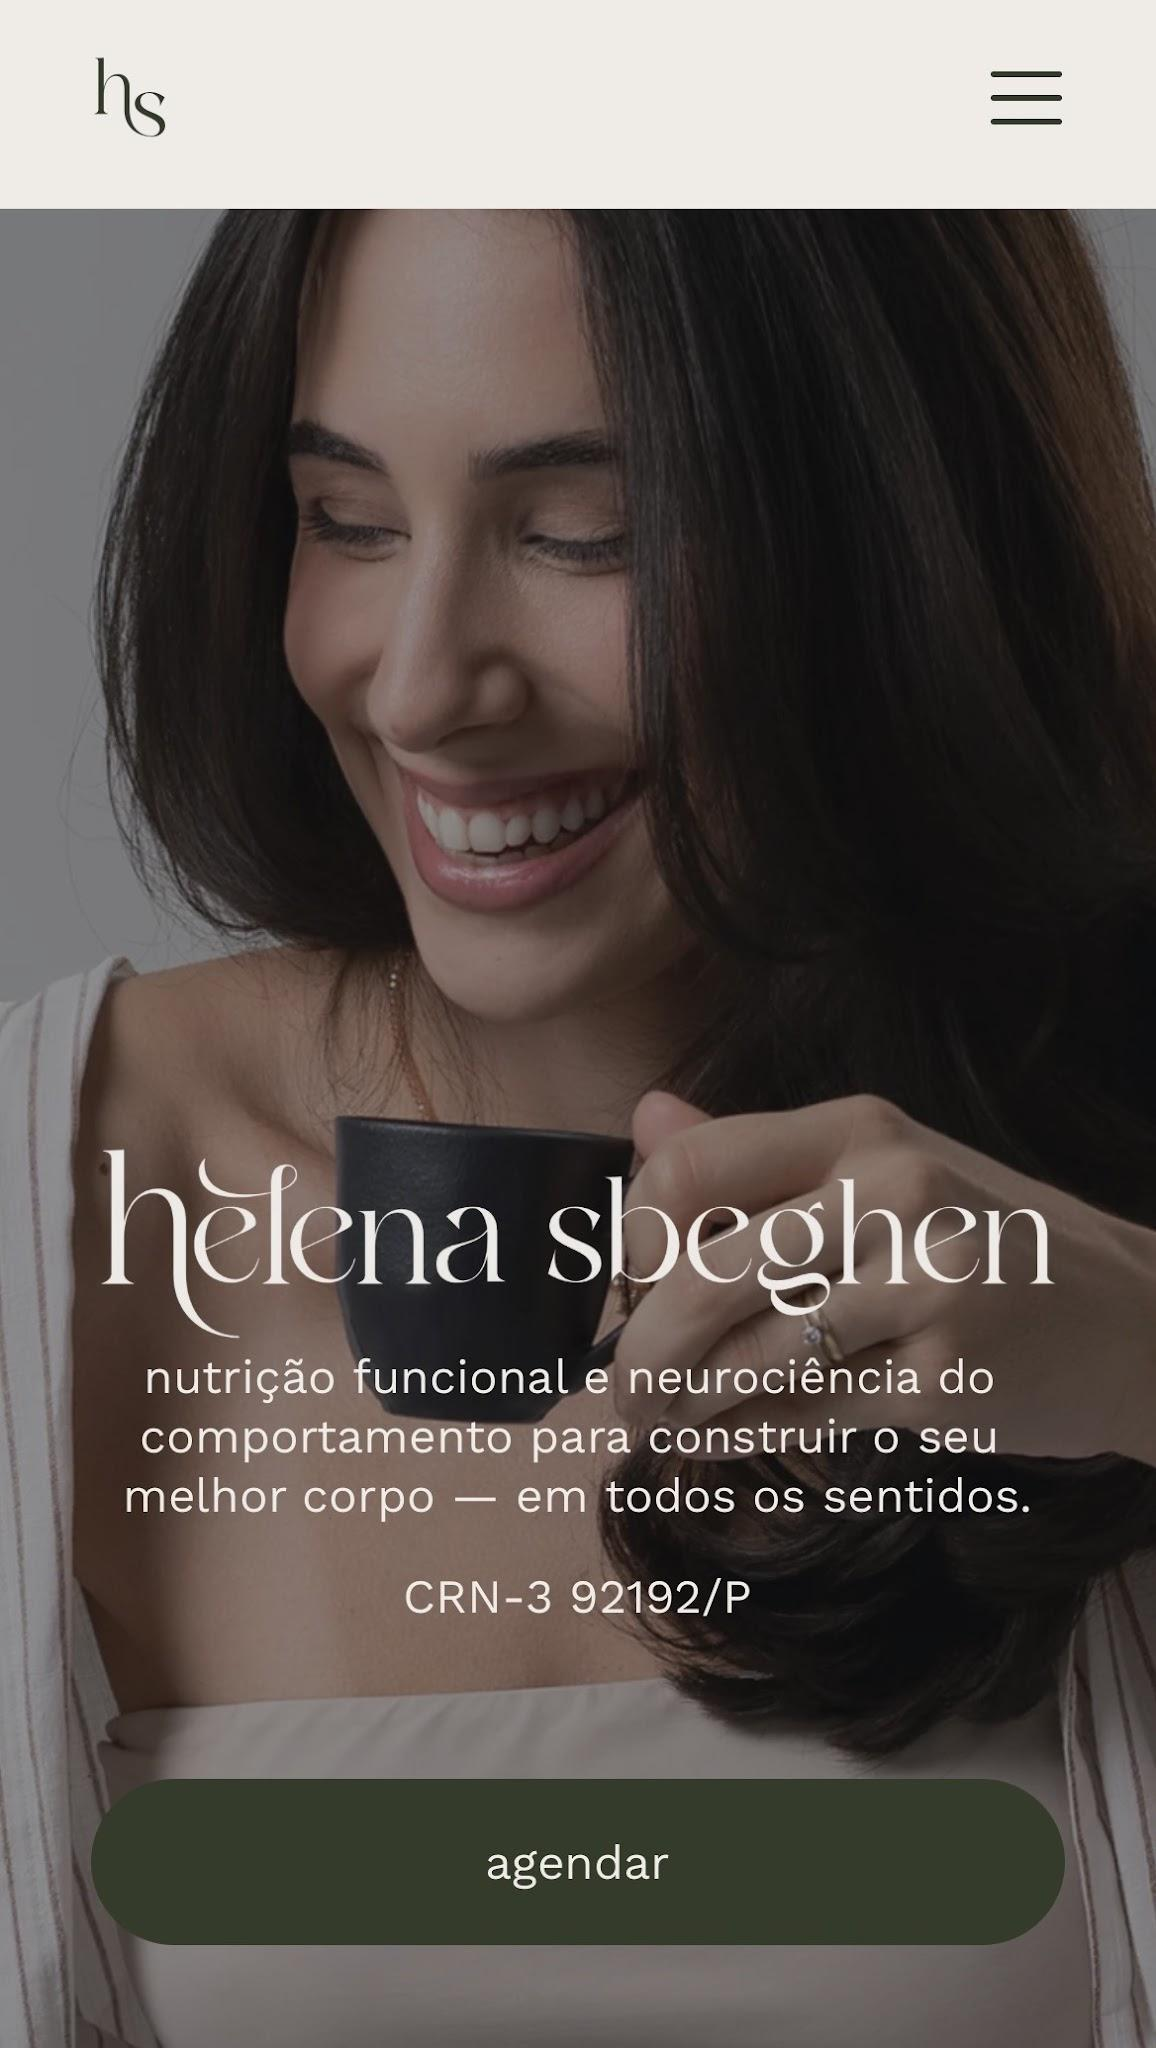 hs
helena sbeghen
nutrição funcional e neurociência do
comportamento para construir o seu
melhor corpo — em todos os sentidos.
CRN-3 92192/P
agendar